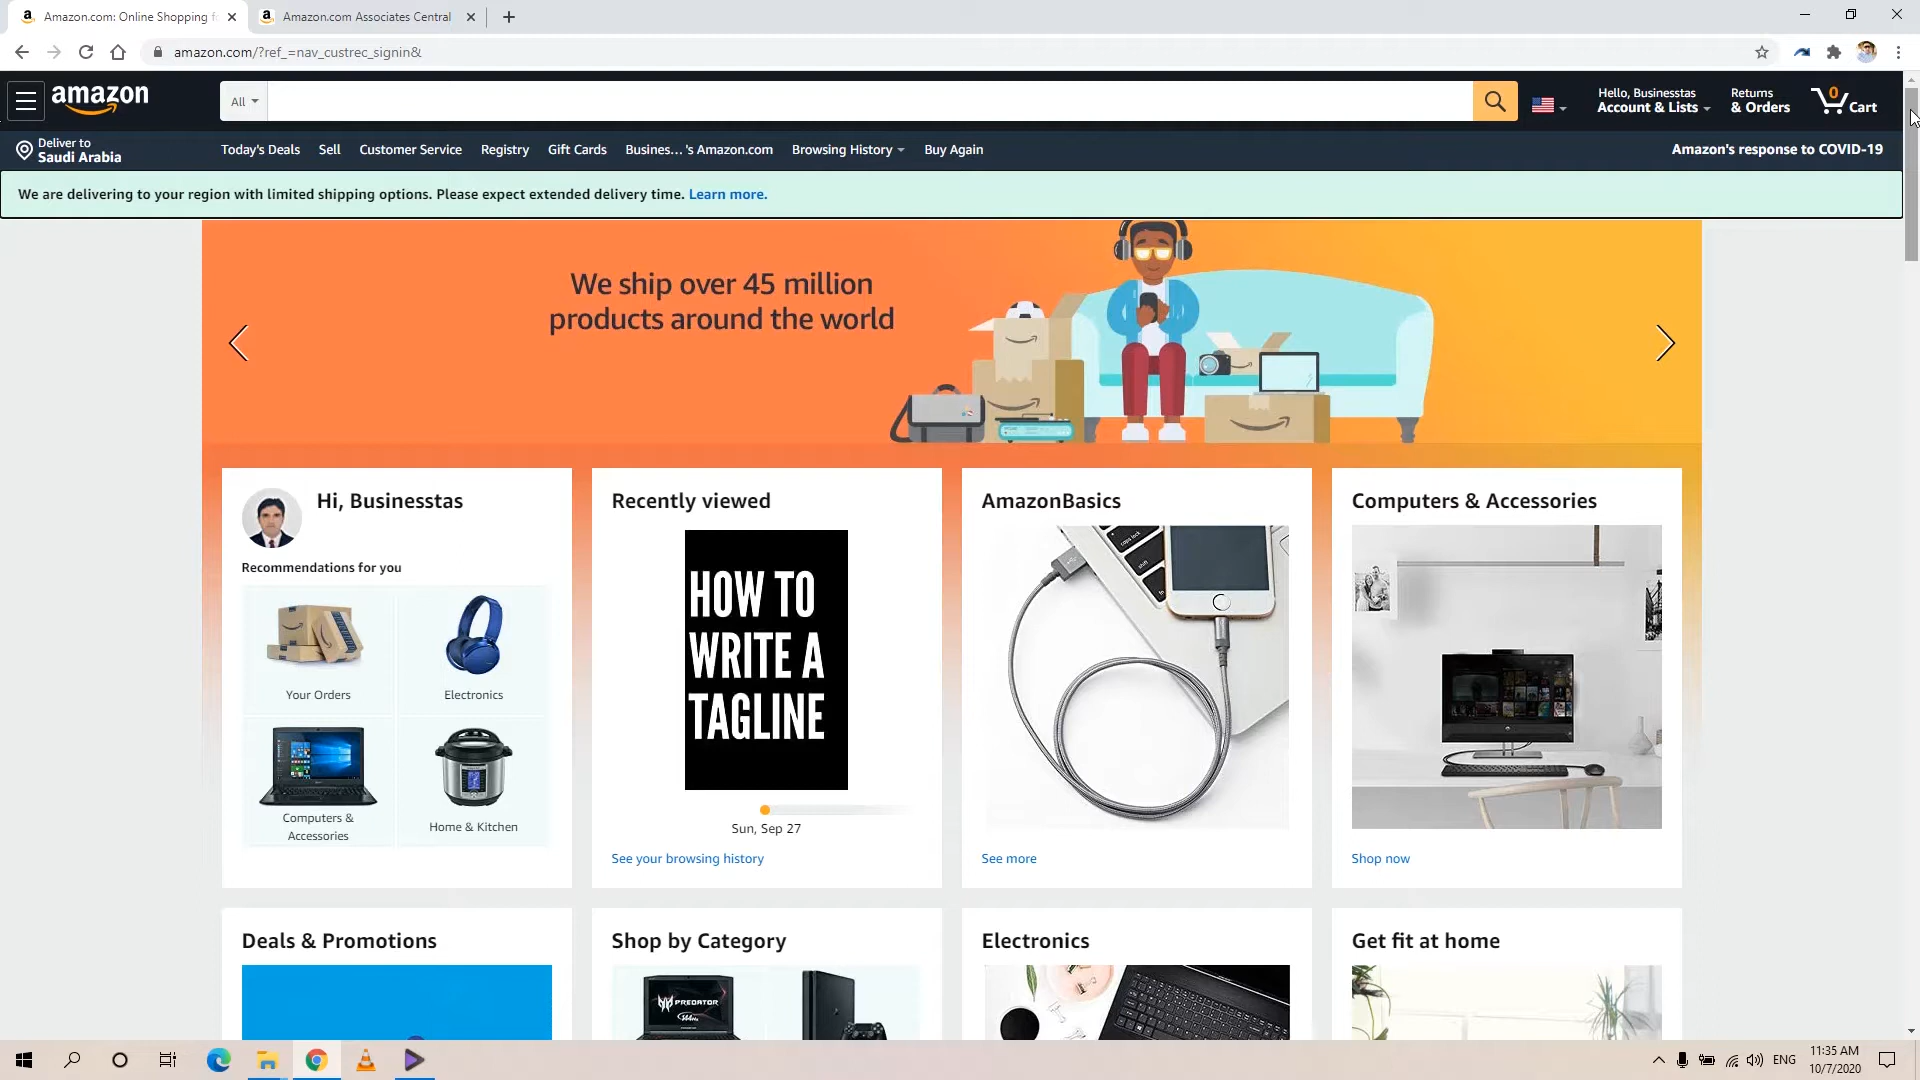 Amazon.com: Online Shopping f
Amazon.com Associates Central
amazon.com/?ref_=nav_custrec_signin&
amazon
All
Hello, Businesstas
Account & Lists
Returns
& Orders
0
Cart
Deliver to
Saudi Arabia
Today's Deals
Sell
Customer Service
Registry
Gift Cards
Busines... 's Amazon.com
Browsing History
Buy Again
Amazon's response to COVID-19
We are delivering to your region with limited shipping options. Please expect extended delivery time. Learn more.
We ship over 45 million
products around the world
Hi, Businesstas
Recommendations for you
Your Orders
Electronics
Computers &
Accessories
Home & Kitchen
Recently viewed
HOW TO
WRITE A
TAGLINE
Sun, Sep 27
See your browsing history
AmazonBasics
caps lock
shift
See more
Computers & Accessories
Shop now
Deals & Promotions
Shop by Category
PREDATOR
Electronics
Get fit at home
ENG
11:35 AM
10/7/2020